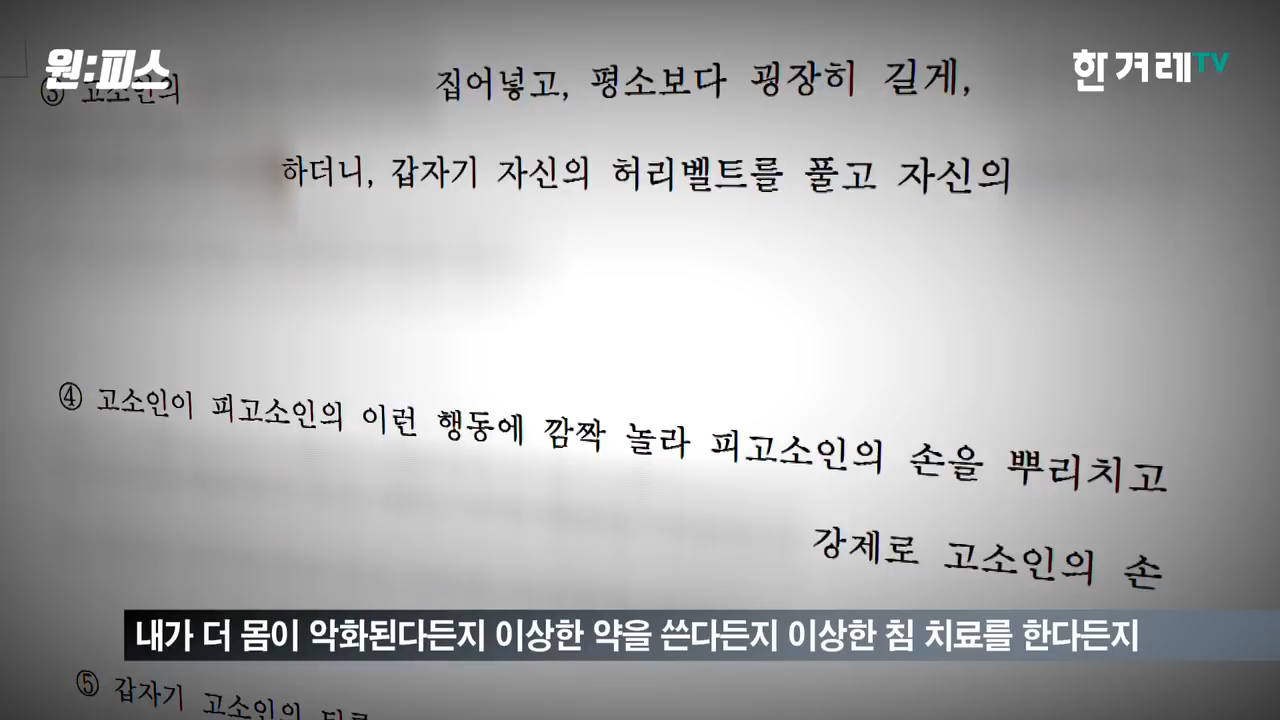 원:피스
한겨레TV
③ 고소인의 집어넣고, 평소보다 굉장히 길게,
하더니, 갑자기 자신의 허리벨트를 풀고 자신의
④ 고소인이 피고소인의 이런 행동에 깜짝 놀라 피고소인의 손을 뿌리치고
강제로 고소인의 손
내가 더 몸이 악화된다든지 이상한 약을 쓴다든지 이상한 침 치료를 한다든지
⑤ 갑자기 고소인의